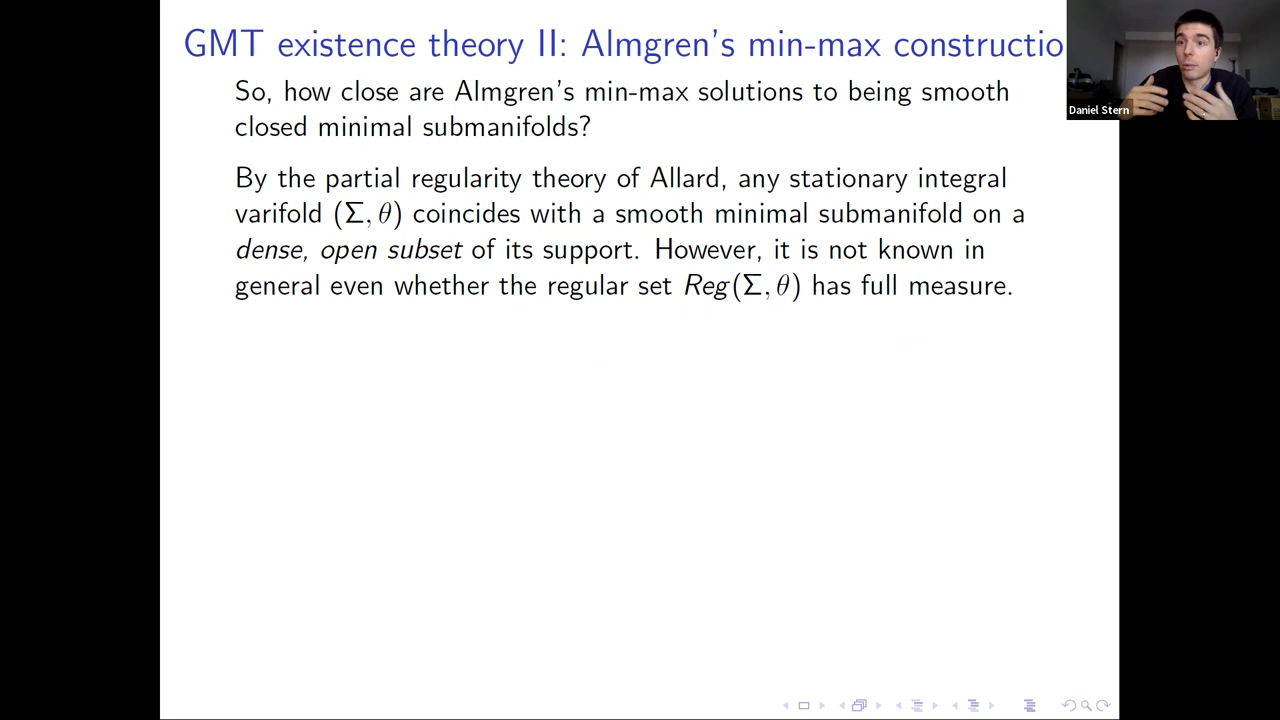 GMT existence theory II: Almgren's min-max constructio
Daniel Stern
So, how close are Almgren's min-max solutions to being smooth
closed minimal submanifolds?
By the partial regularity theory of Allard, any stationary integral
varifold (Σ, θ) coincides with a smooth minimal submanifold on a
dense, open subset of its support. However, it is not known in
general even whether the regular set Reg(Σ, θ) has full measure.